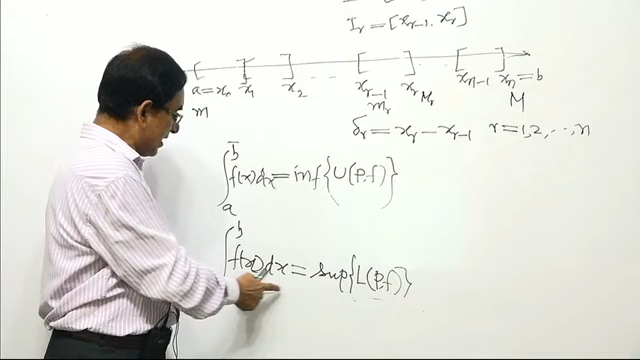 I_r = [x_{r-1}, x_r]
a=x_0 x_1 x_2 ... x_{r-1} x_r x_{n-1} x_n = b
m m_r M_r M
δ_r = x_r - x_{r-1} r = 1, 2, ..., n
∫_a^{b̄} f(x)dx = inf{U(P,f)}
∫^b f(x)dx = sup{L(P,f)}